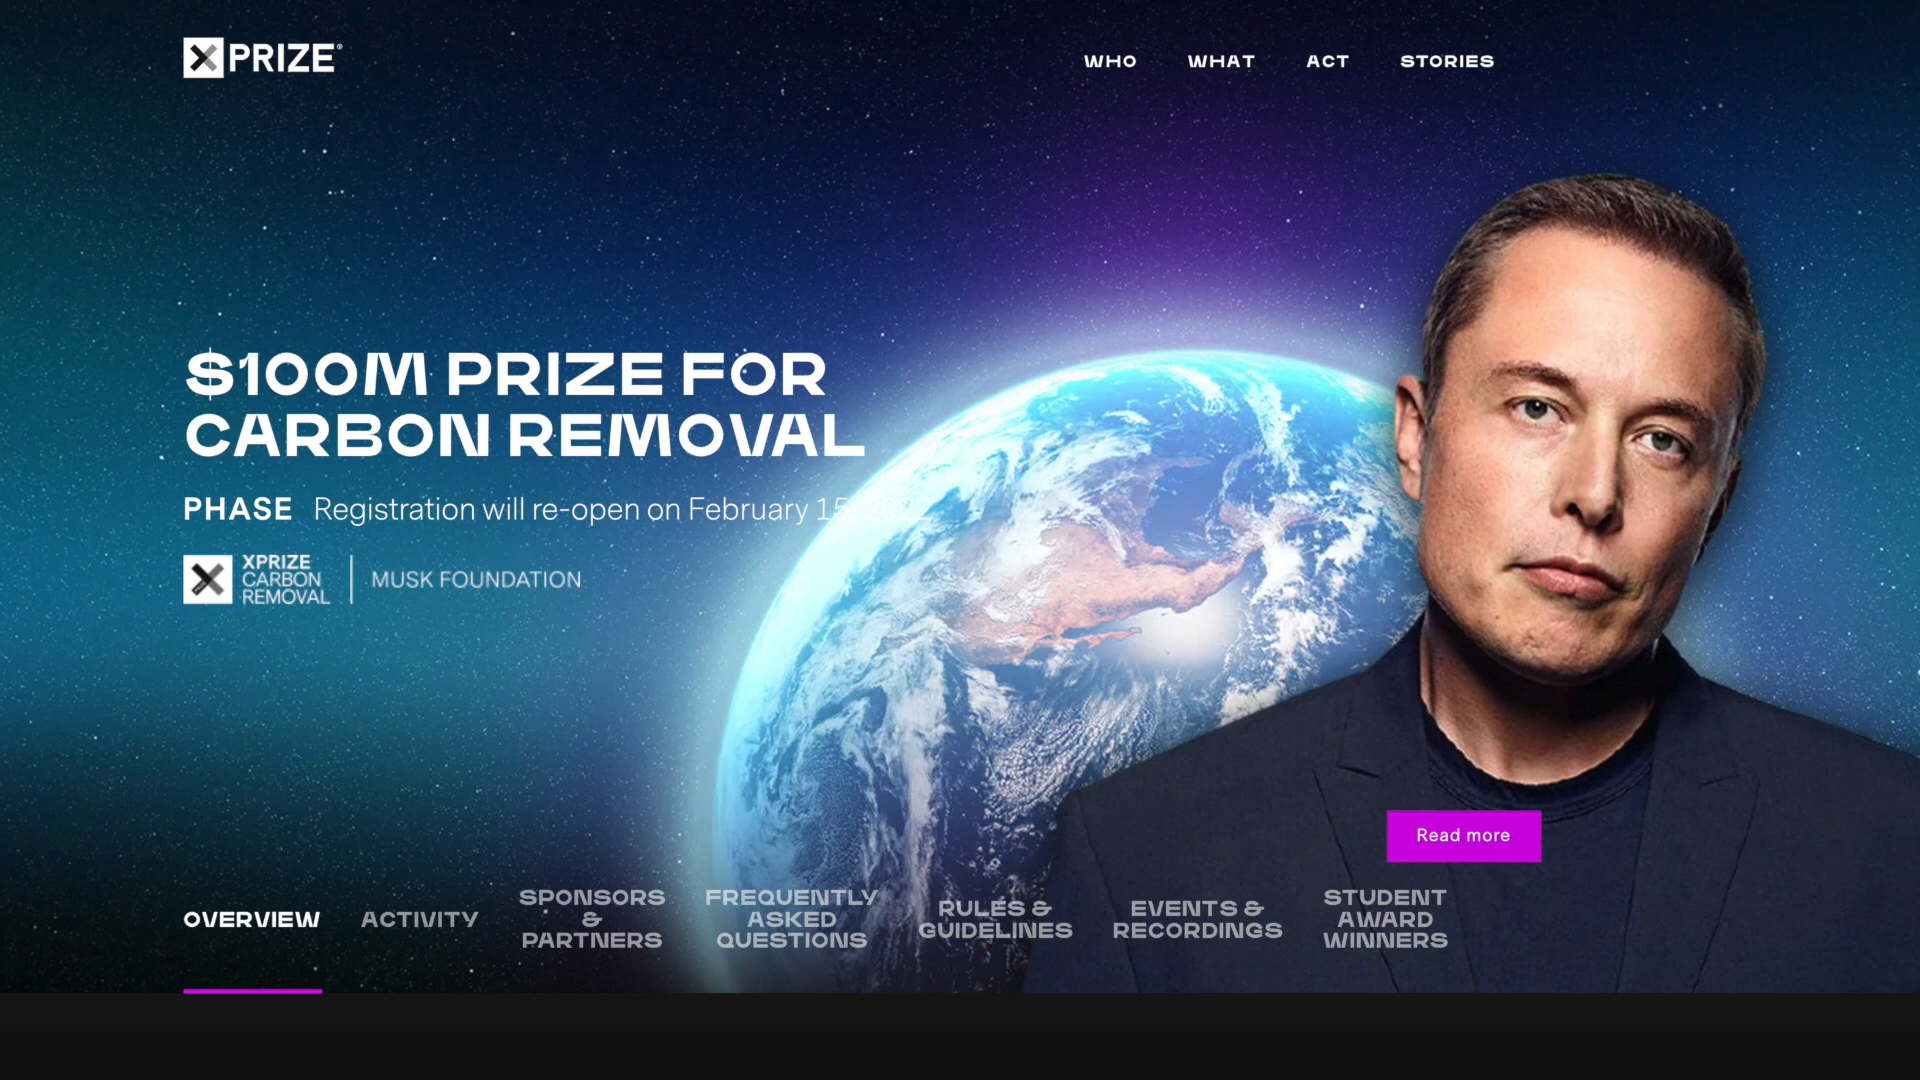 XPRIZE®
WHO WHAT ACT STORIES
$100M PRIZE FOR
CARBON REMOVAL
PHASE Registration will re-open on February 15, 2022
XPRIZE
CARBON
REMOVAL
MUSK FOUNDATION
Read more
OVERVIEW
ACTIVITY
SPONSORS
&
PARTNERS
FREQUENTLY
ASKED
QUESTIONS
RULES &
GUIDELINES
EVENTS &
RECORDINGS
STUDENT
AWARD
WINNERS